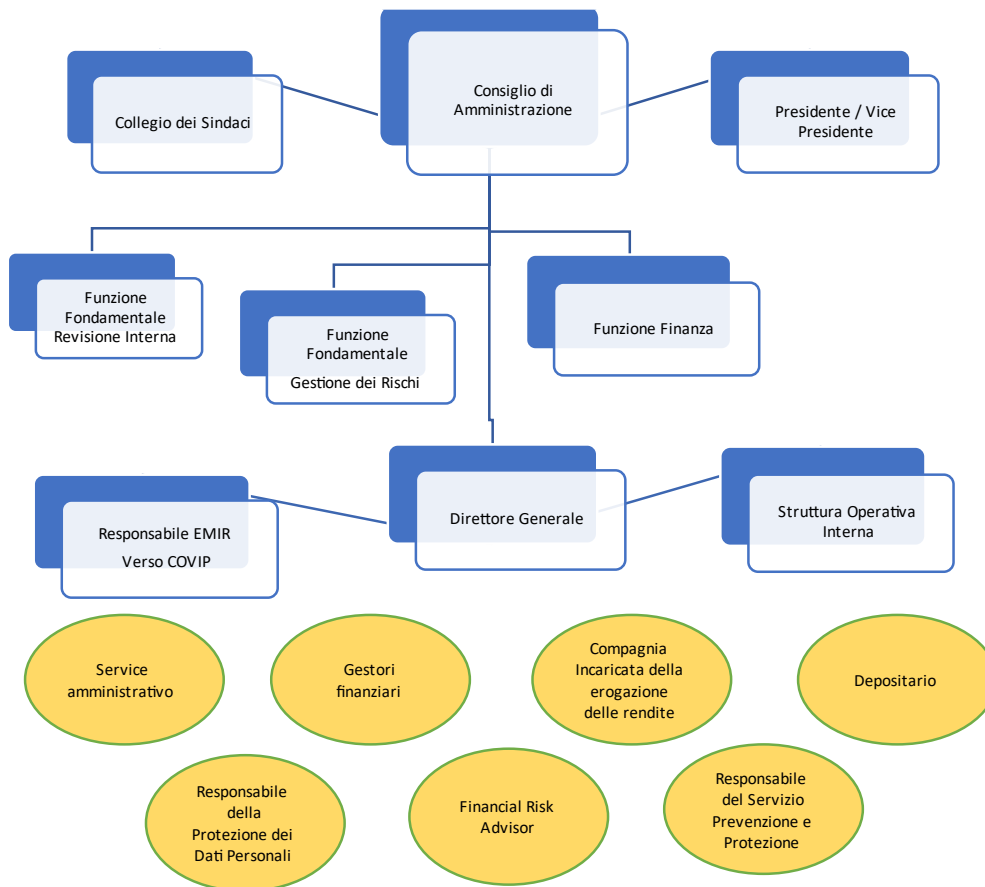 Collegio dei Sindaci
Consiglio di
Amministrazione
Presidente / Vice
Presidente
Funzione
Fondamentale
Revisione Interna
Funzione
Fondamentale
Gestione dei Rischi
Funzione Finanza
Responsabile EMIR
Verso COVIP
Direttore Generale
Struttura Operativa
Interna
Service
amministrativo
Gestori
finanziari
Compagnia
Incaricata della
erogazione
delle rendite
Depositario
Responsabile
della
Protezione dei
Dati Personali
Financial Risk
Advisor
Responsabile
del Servizio
Prevenzione e
Protezione